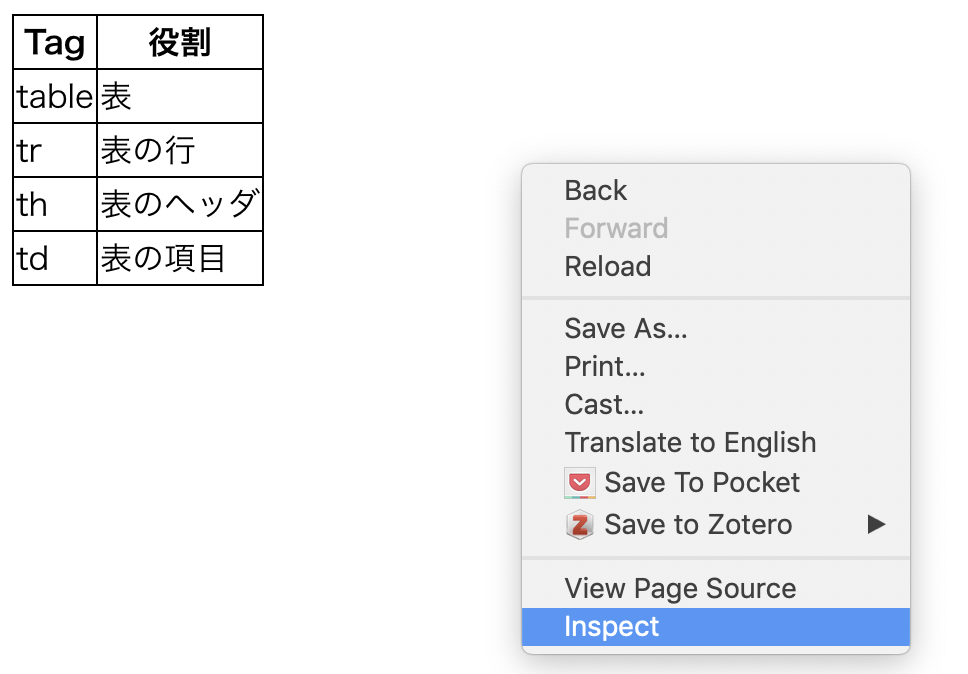 Tag 役割
table 表
tr 表の行
th 表のヘッダ
td 表の項目
Back
Forward
Reload
Save As...
Print...
Cast...
Translate to English
Save To Pocket
Z Save to Zotero
View Page Source
Inspect